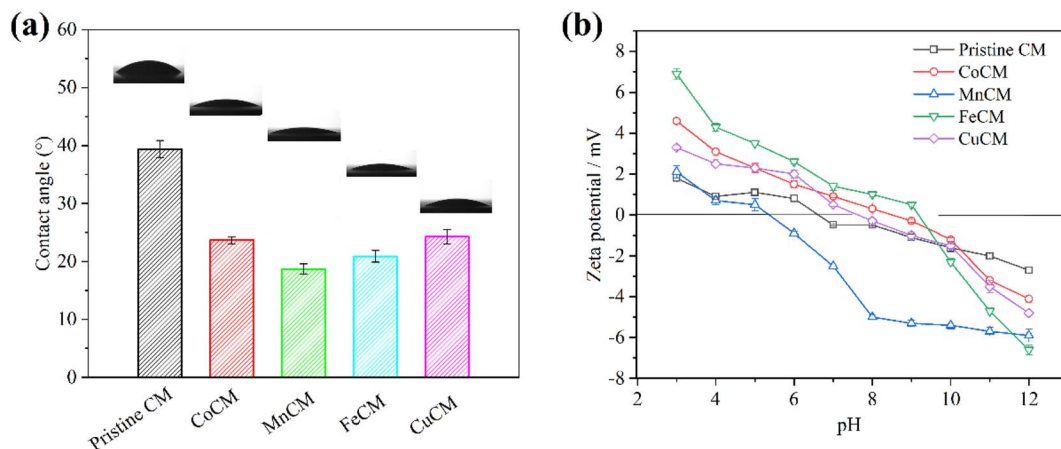 (a)
60
50
40
30
20
10
0
Contact angle (°)
Pristine CM
CoCM
MnCM
FeCM
CuCM
(b)
8
6
4
2
0
-2
-4
-6
-8
Zeta potential / mV
Pristine CM
CoCM
MnCM
FeCM
CuCM
2 4 6 8 10 12
pH